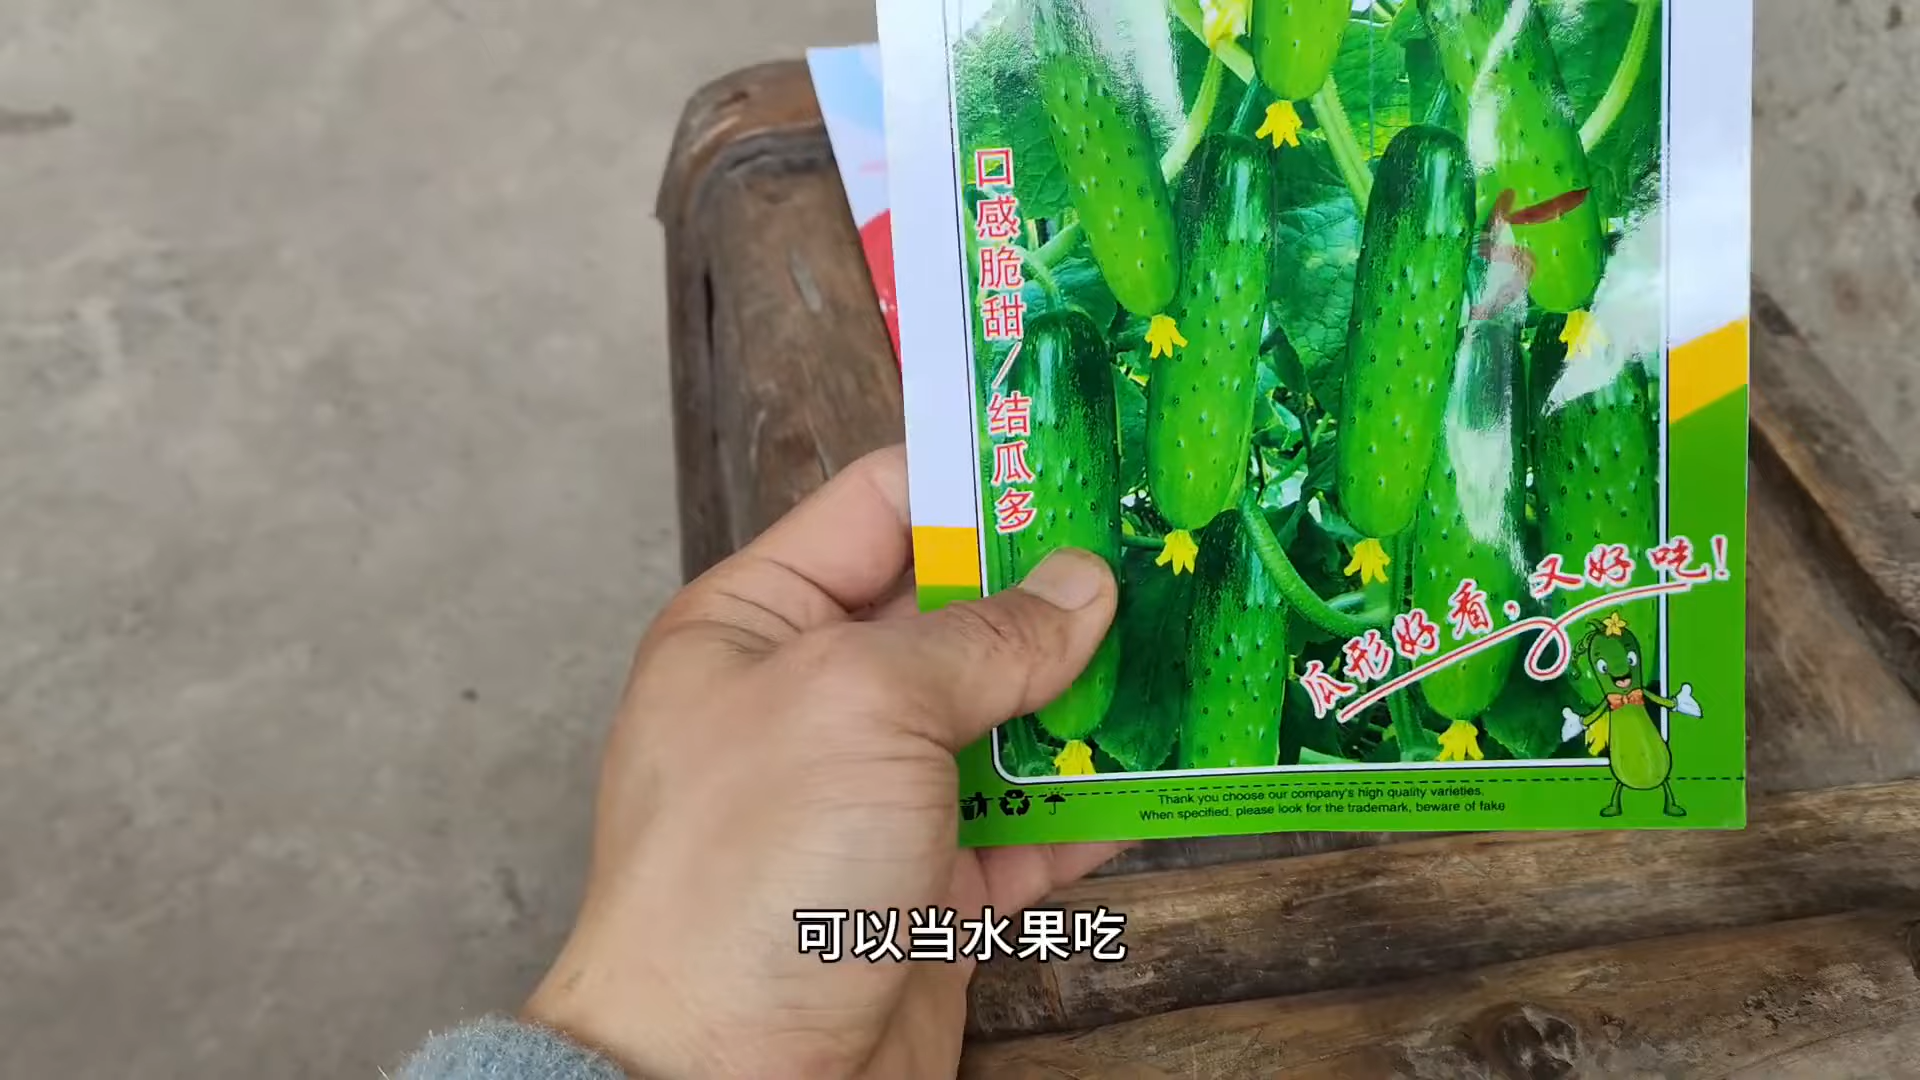 口感脆甜/结瓜多
瓜形好看,又好吃!
Thank you choose our company's high quality varieties.
When specified, please look for the trademark, beware of fake
可以当水果吃